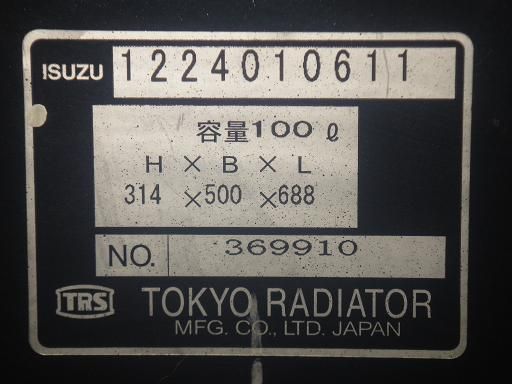 ISUZU 1224010611
容量100ℓ
H × B × L
314 ×500 ×688
NO. 369910
TRS TOKYO RADIATOR
MFG. CO., LTD. JAPAN